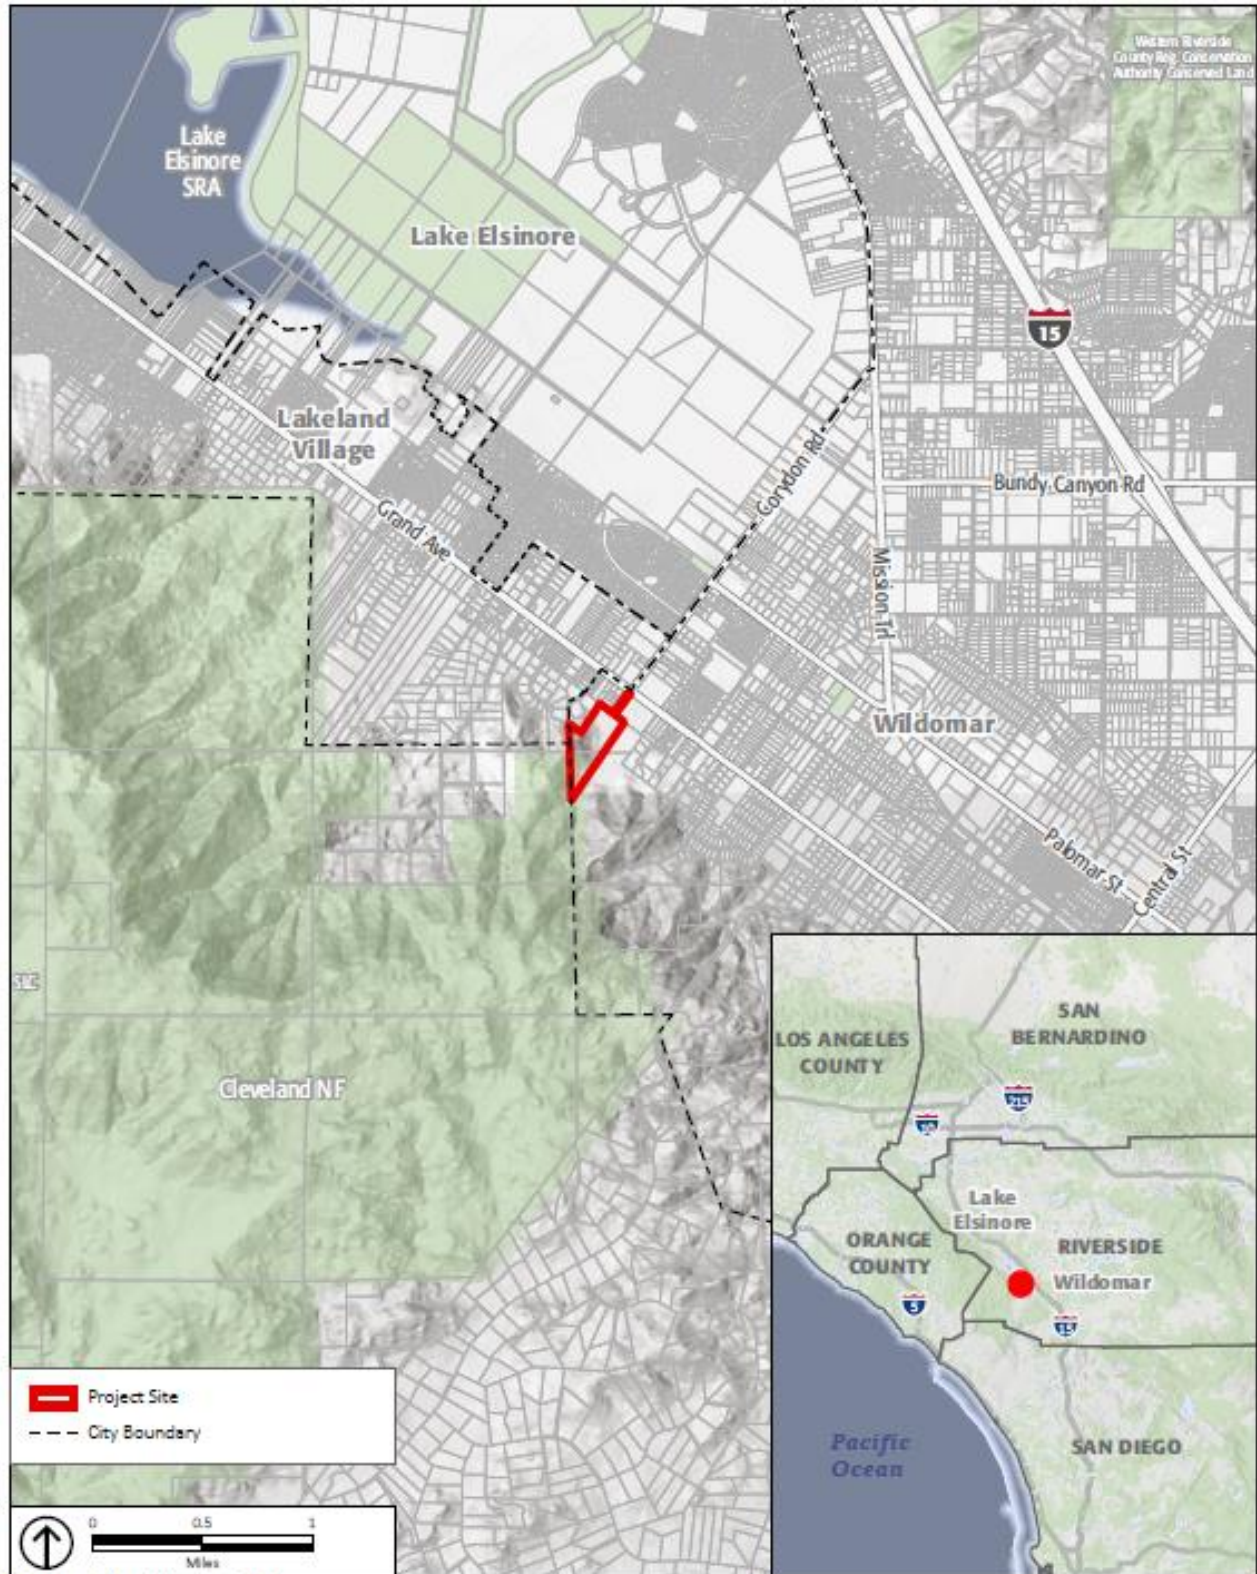 Western Riverside
County Reg. Conservation
Authority Conserved Land
Lake
Elsinore
SRA
Lake Elsinore
15
Lakeland
Village
Corydon Rd
Bundy Canyon Rd
Grand Ave
Mission Trl
Wildomar
Palomar St
Central St
Cleveland NF
SAN
BERNARDINO
LOS ANGELES
COUNTY
215
10
Lake
Elsinore
ORANGE
COUNTY
RIVERSIDE
Wildomar
5
15
Pacific
Ocean
SAN DIEGO
Project Site
City Boundary
0 0.5 1
Miles